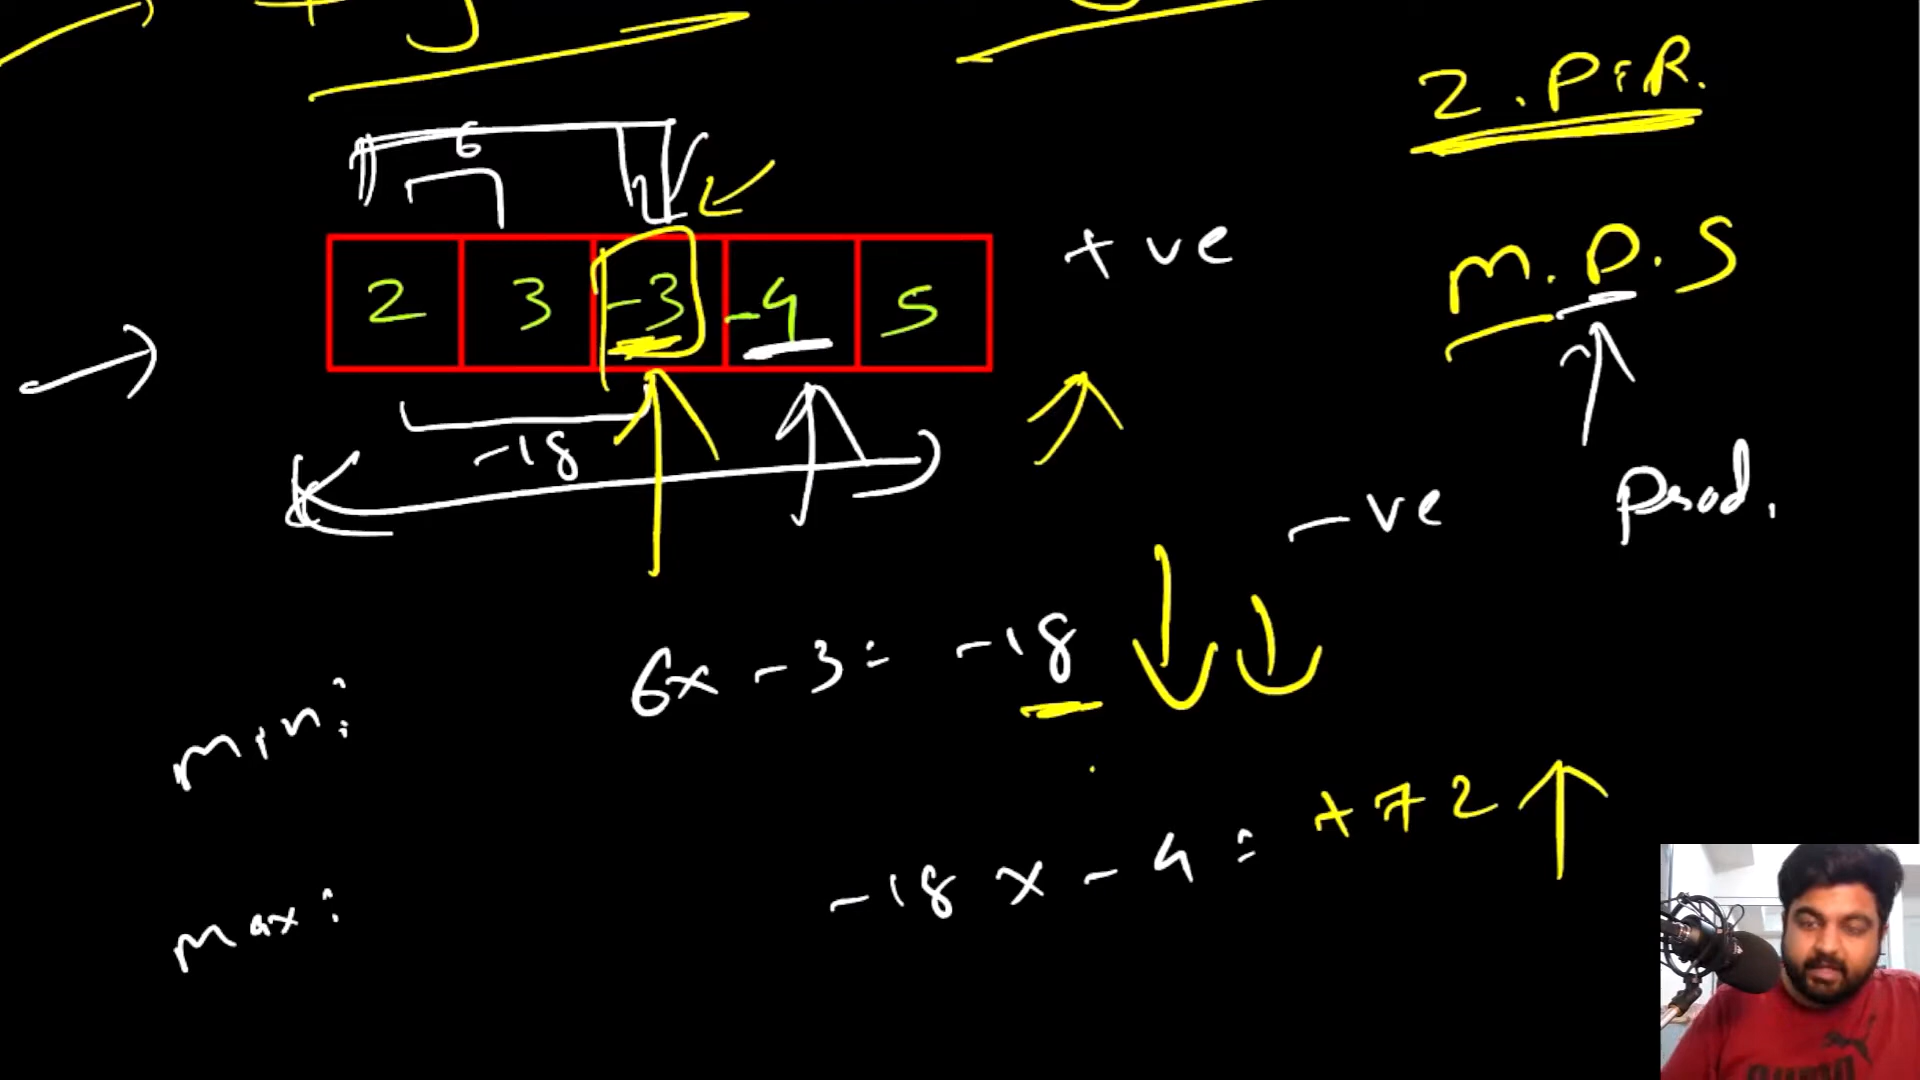 2. P & R.
6
2 3 -3 -4 5
+ve
M.P.S
-18
-ve
Prod.
min:
6x - 3 = -18
max:
-18 x - 4 = +72